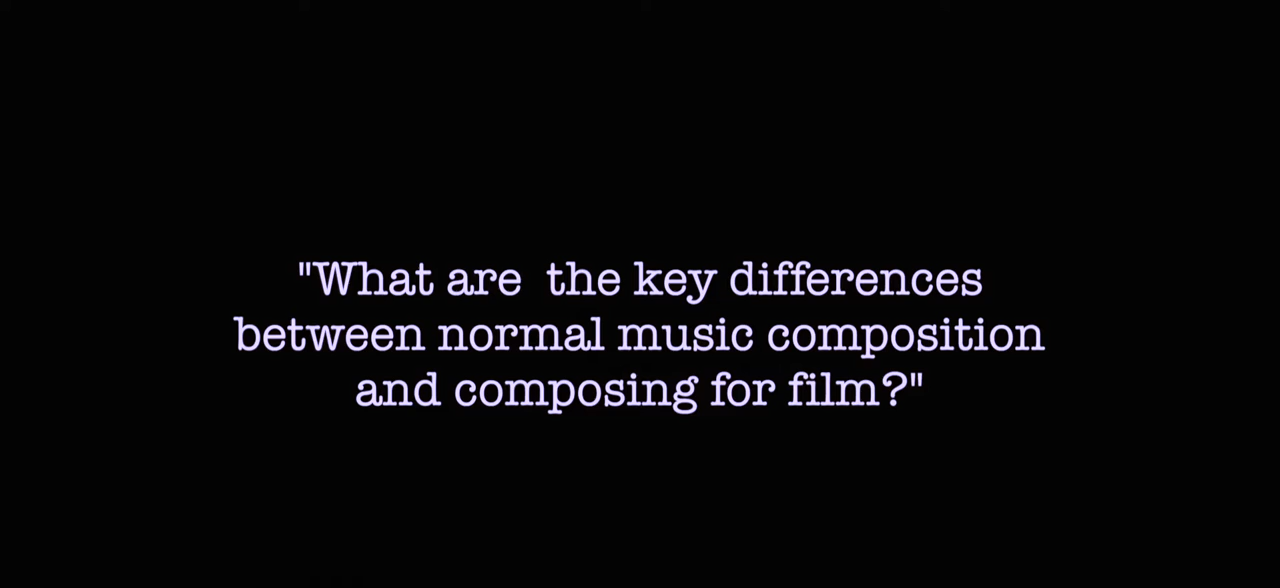 "What are  the key differences
between normal music composition
and composing for film?"